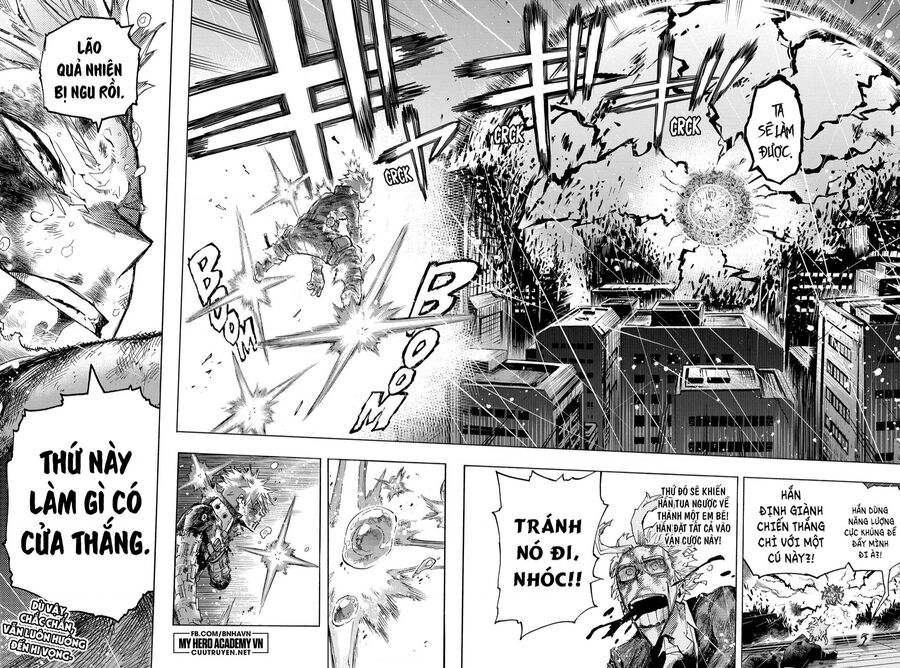 TA
SẼ LÀM
ĐƯỢC.
GRGK
GRGK
GRGK
BOOM
BOOM
HẮN DÙNG
NĂNG LƯỢNG
CỰC KHỦNG ĐỂ
ĐẨY MÌNH
ĐI À?!
HẮN
ĐỊNH GIÀNH
CHIẾN THẮNG
CHỈ VỚI MỘT
CÚ NÀY?!
THỨ ĐÓ SẼ KHIẾN
HẮN TUA NGƯỢC VỀ
THÀNH MỘT EM BÉ!
HẮN ĐẶT TẤT CẢ VÀO
VÁN CƯỢC NÀY!
TRÁNH
NÓ ĐI,
NHÓC!!
LÃO
QUẢ NHIÊN
BỊ NGU RỒI.
THỨ NÀY
LÀM GÌ CÓ
CỬA THẮNG.
DÙ VẬY,
CHẮC CHẮN,
VẪN LUÔN HƯỚNG
ĐẾN HI VỌNG.
FB.COM/BNHAVN
MY HERO ACADEMY VN
CUUTRUYEN.NET